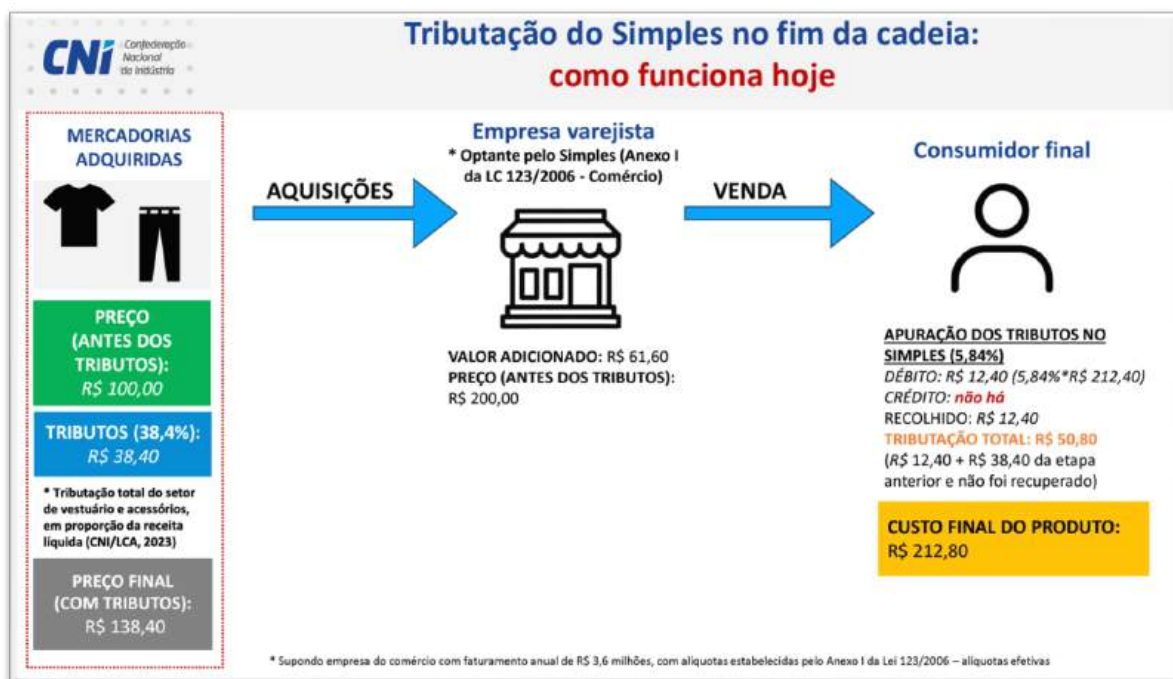 CNI Confederação
Nacional
da Indústria
Tributação do Simples no fim da cadeia:
como funciona hoje
MERCADORIAS
ADQUIRIDAS
PREÇO
(ANTES DOS
TRIBUTOS):
R$ 100,00
TRIBUTOS (38,4%):
R$ 38,40
* Tributação total do setor
de vestuário e acessórios,
em proporção da receita
líquida (CNI/LCA, 2023)
PREÇO FINAL
(COM TRIBUTOS):
R$ 138,40
AQUISIÇÕES
Empresa varejista
* Optante pelo Simples (Anexo I
da LC 123/2006 - Comércio)
VALOR ADICIONADO: R$ 61,60
PREÇO (ANTES DOS TRIBUTOS):
R$ 200,00
VENDA
Consumidor final
APURAÇÃO DOS TRIBUTOS NO
SIMPLES (5,84%)
DÉBITO: R$ 12,40 (5,84%*R$ 212,40)
CRÉDITO: não há
RECOLHIDO: R$ 12,40
TRIBUTAÇÃO TOTAL: R$ 50,80
(R$ 12,40 + R$ 38,40 da etapa
anterior e não foi recuperado)
CUSTO FINAL DO PRODUTO:
R$ 212,80
* Supondo empresa do comércio com faturamento anual de R$ 3,6 milhões, com alíquotas estabelecidas pelo Anexo I da Lei 123/2006 – alíquotas efetivas